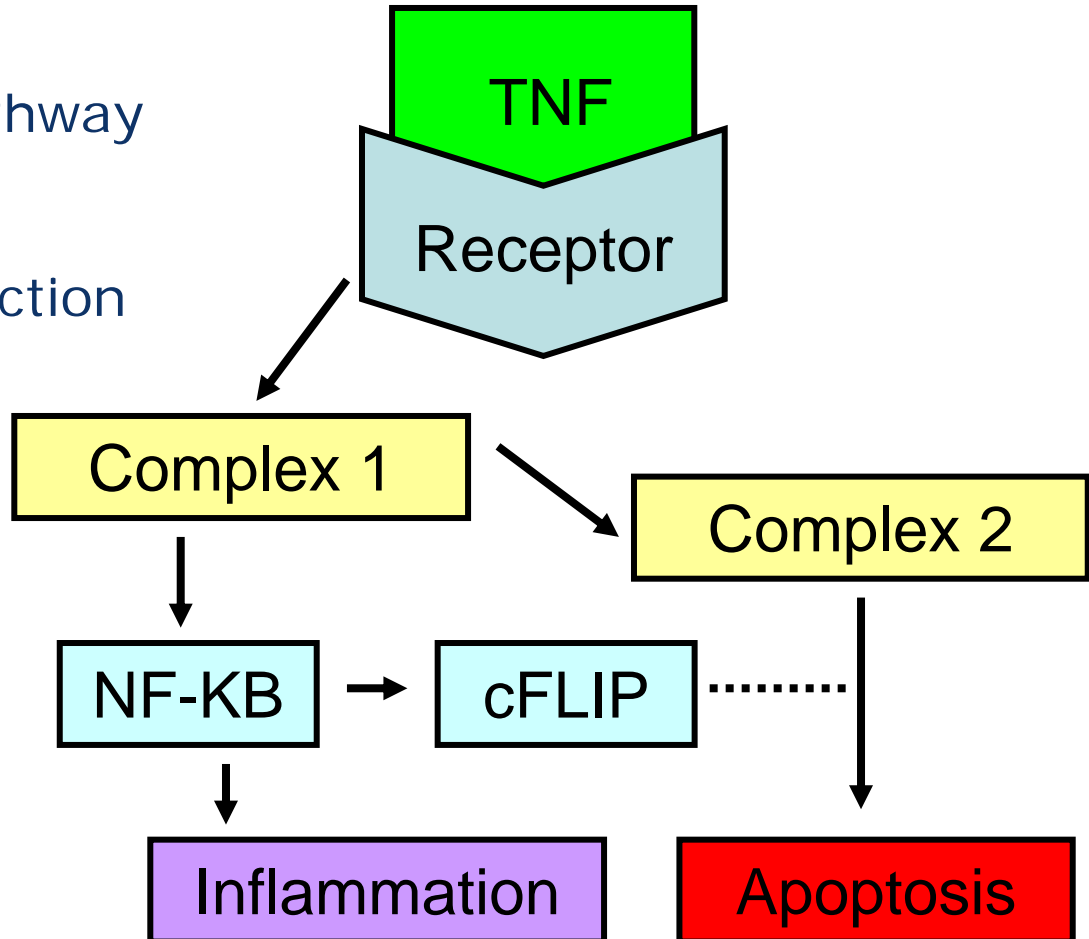 TNF
hway
Receptor
ction
Complex 1
Complex 2
NF-KB
cFLIP
Inflammation
Apoptosis